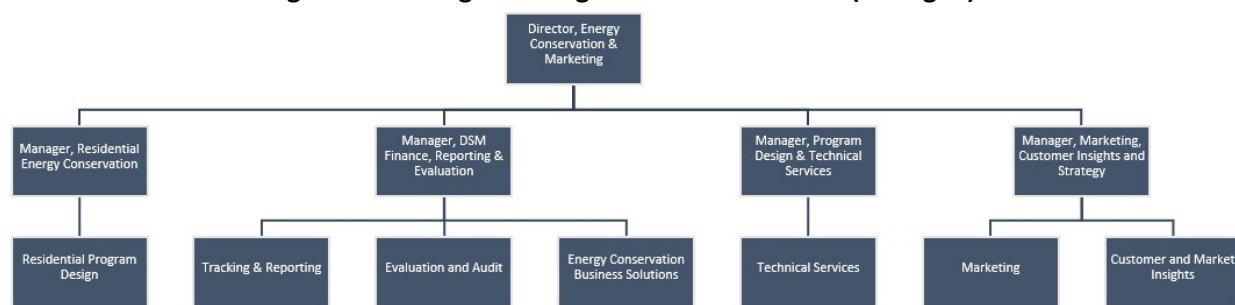 Director, Energy
Conservation &
Marketing
Manager, Residential
Energy Conservation
Manager, DSM
Finance, Reporting &
Evaluation
Manager, Program
Design & Technical
Services
Manager, Marketing,
Customer Insights and
Strategy
Residential Program
Design
Tracking & Reporting
Evaluation and Audit
Energy Conservation
Business Solutions
Technical Services
Marketing
Customer and Market
Insights